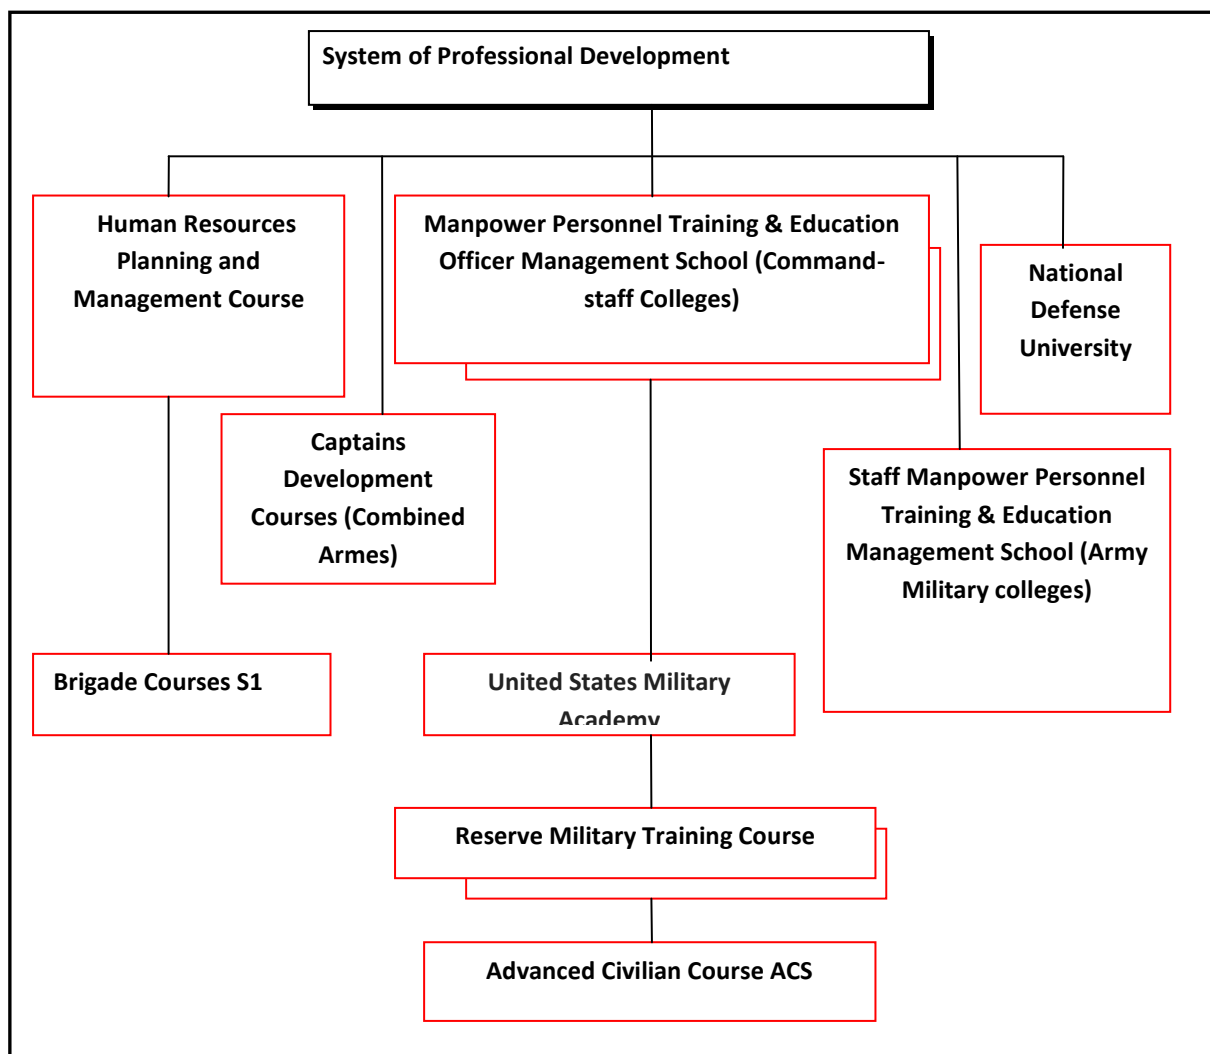 System of Professional Development
Human Resources
Planning and
Management Course
Manpower Personnel Training & Education
Officer Management School (Command-
staff Colleges)
National
Defense
University
Captains
Development
Courses (Combined
Armes)
Staff Manpower Personnel
Training & Education
Management School (Army
Military colleges)
Brigade Courses S1
United States Military
Academy
Reserve Military Training Course
Advanced Civilian Course ACS